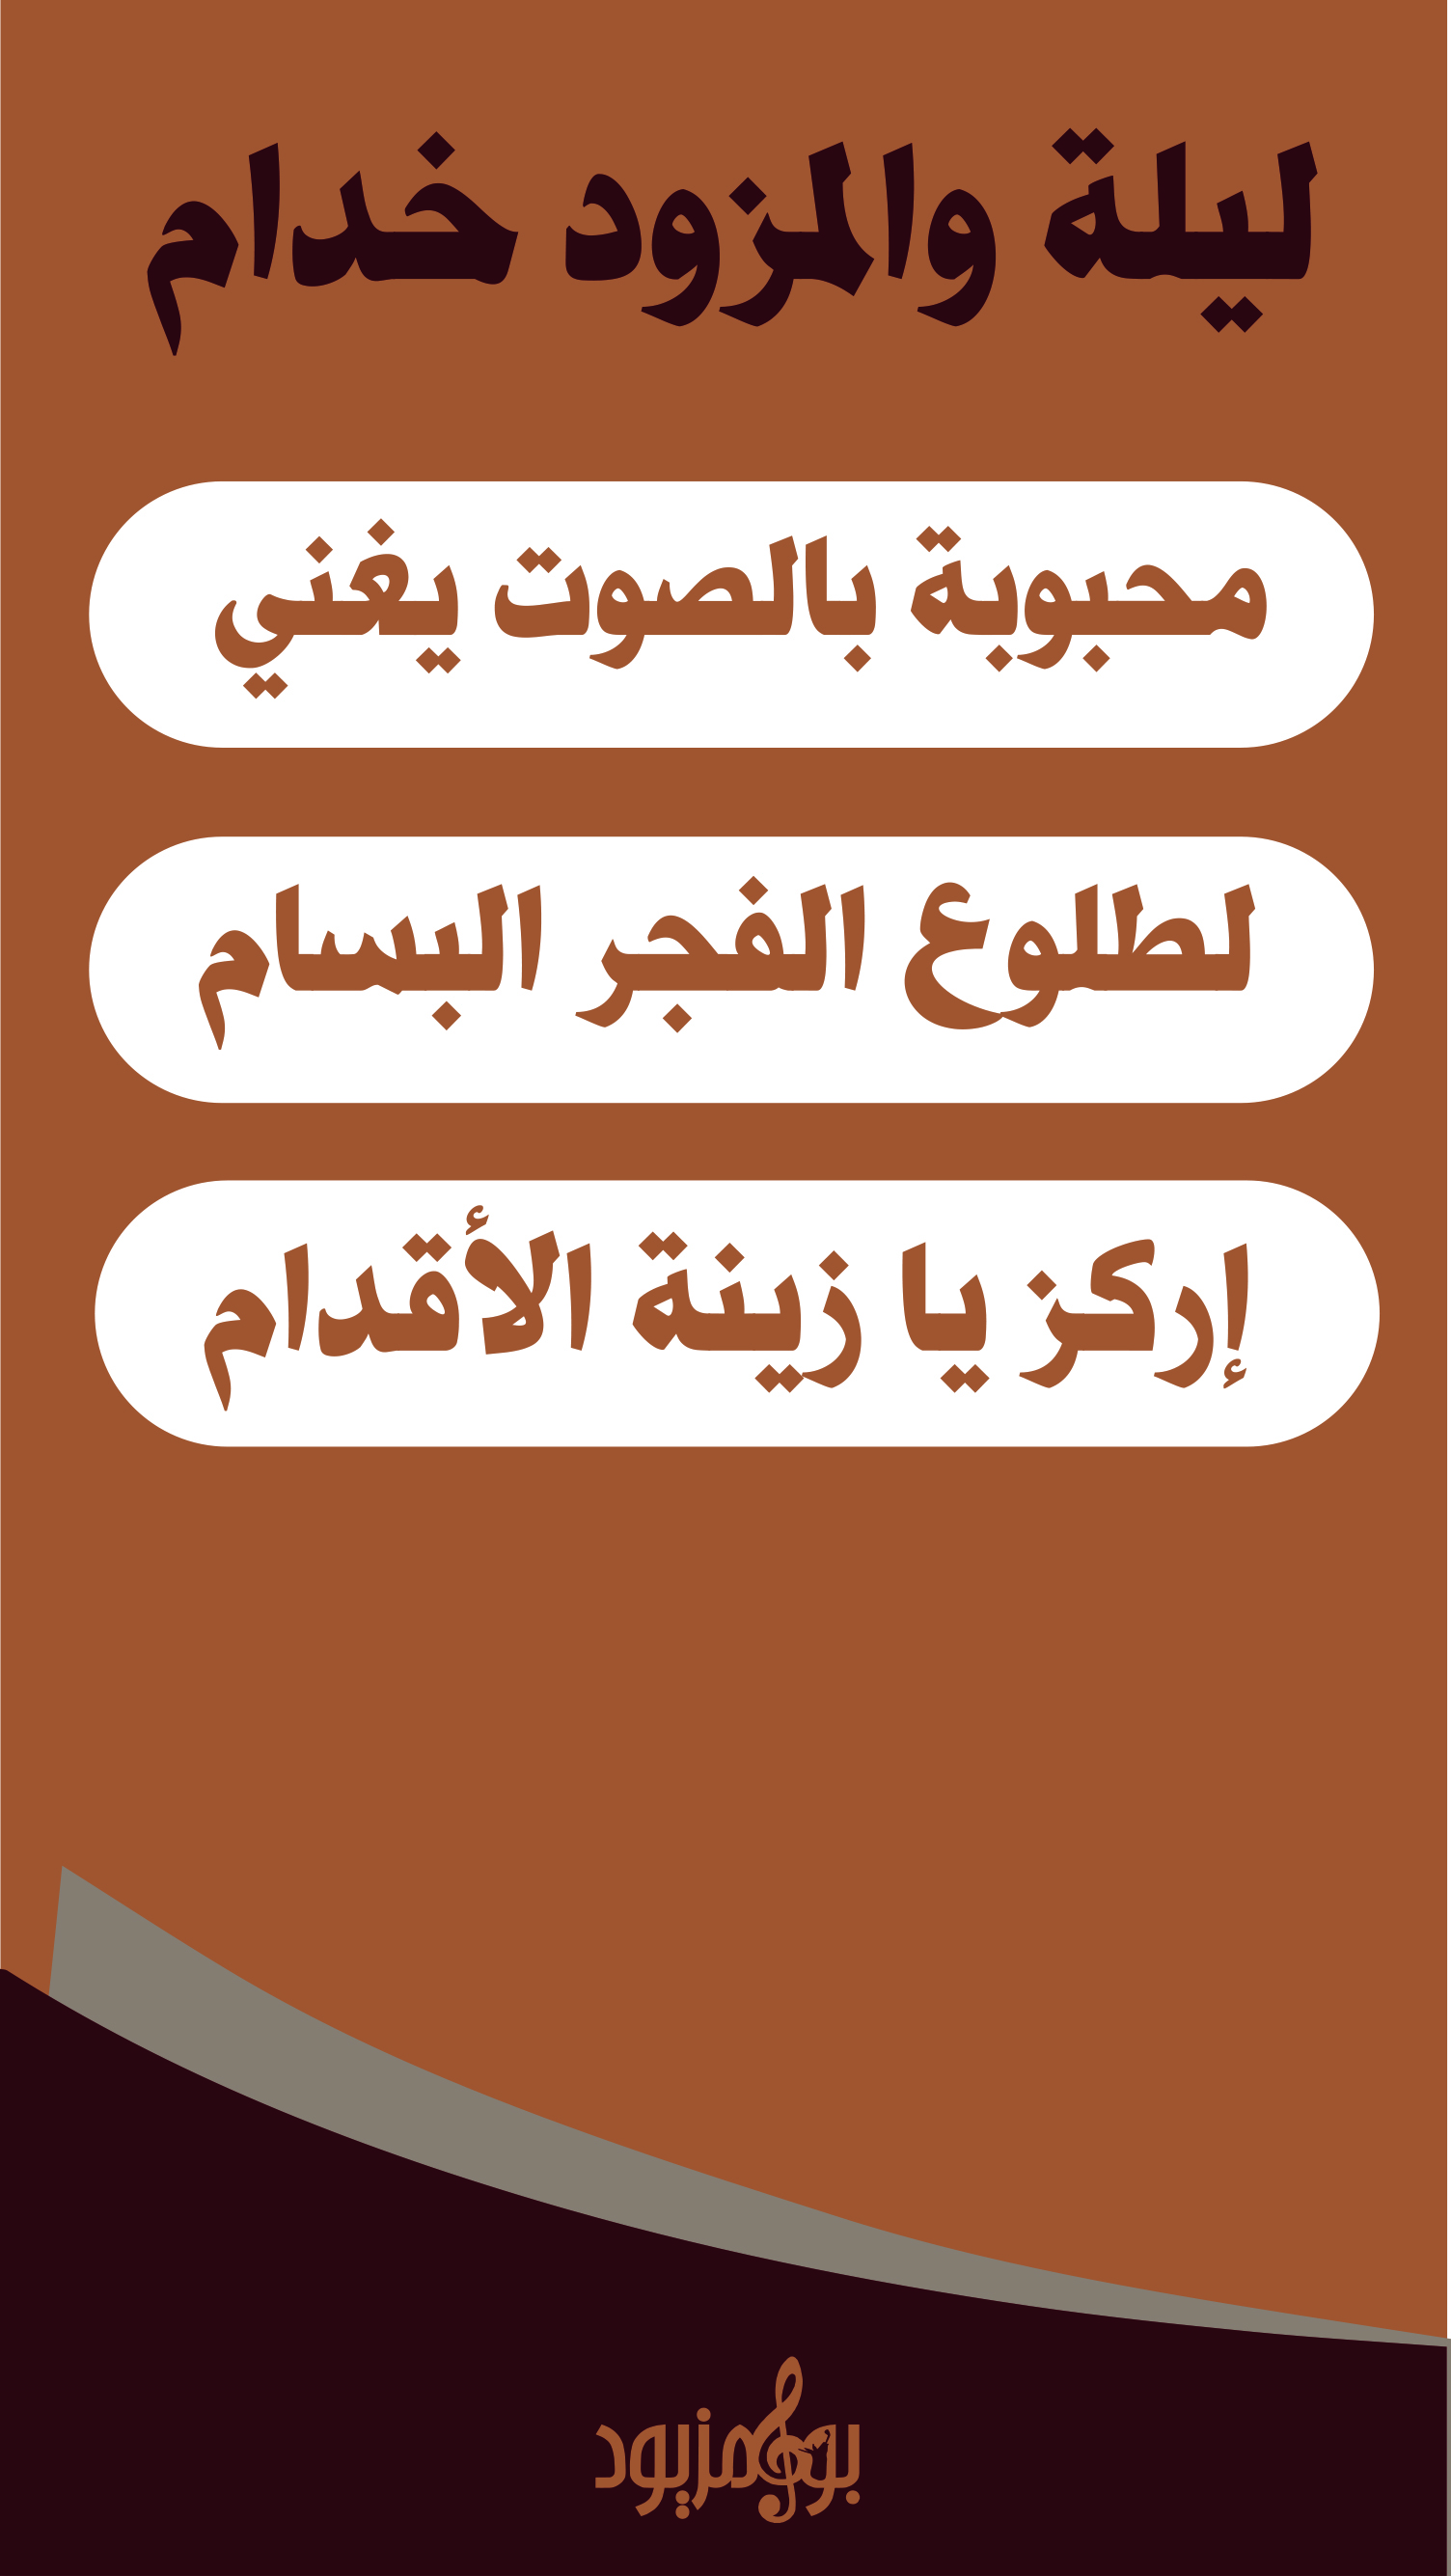 ليلة والمزود خدام
محبوبة بالصوت يغني
لطلوع الفجر البسام
إركز يا زينة الأقدام
بومزيود